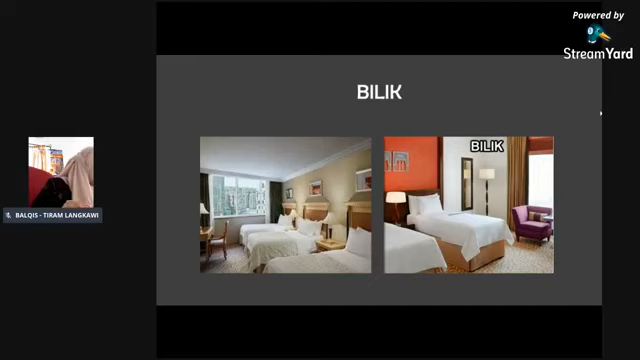 Powered by
StreamYard
BILIK
BILIK
BALQIS - TIRAM LANGKAWI